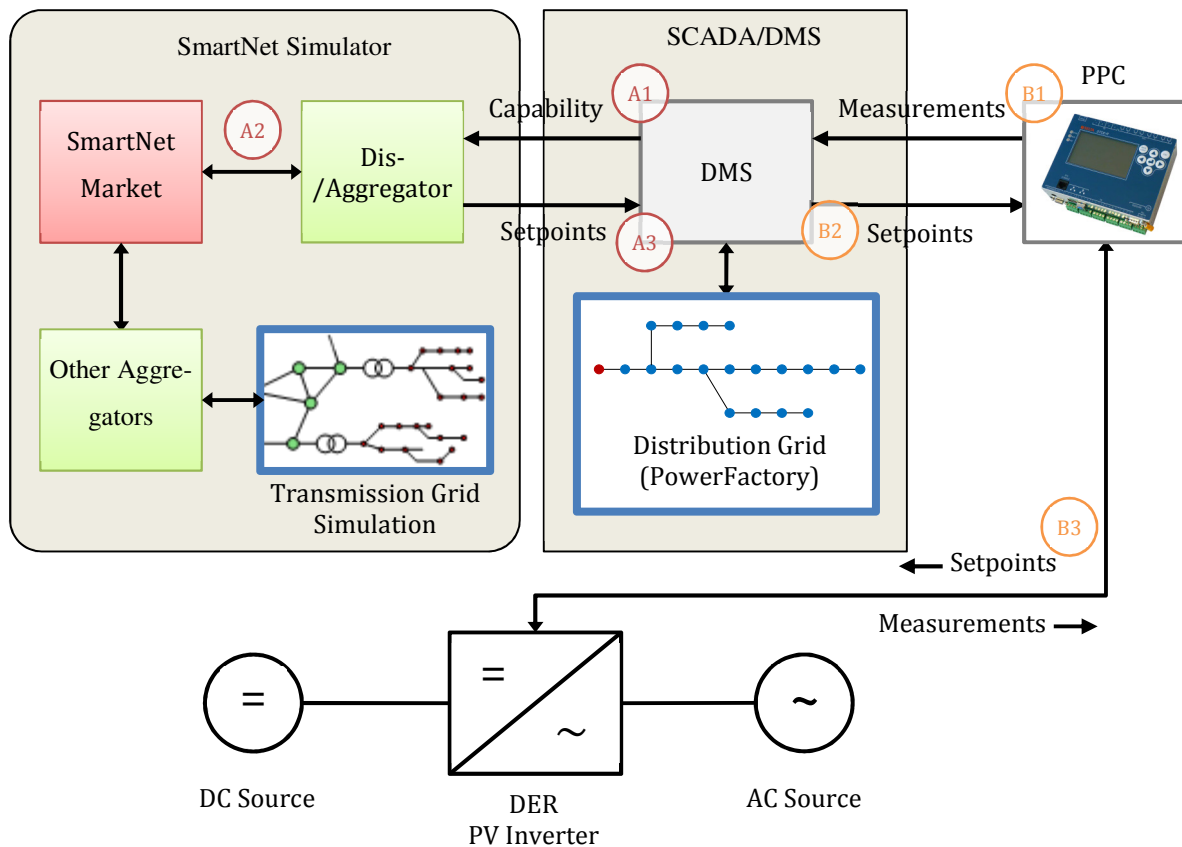 SmartNet Simulator
SCADA/DMS
PPC
SmartNet
Market
A2
Dis-
/Aggregator
Capability
Setpoints
A1
A3
DMS
B2
Measurements
Setpoints
B1
Other Aggre-
gators
Transmission Grid
Simulation
Distribution Grid
(PowerFactory)
B3
Setpoints
Measurements
=
=
~
~
DC Source
DER
PV Inverter
AC Source